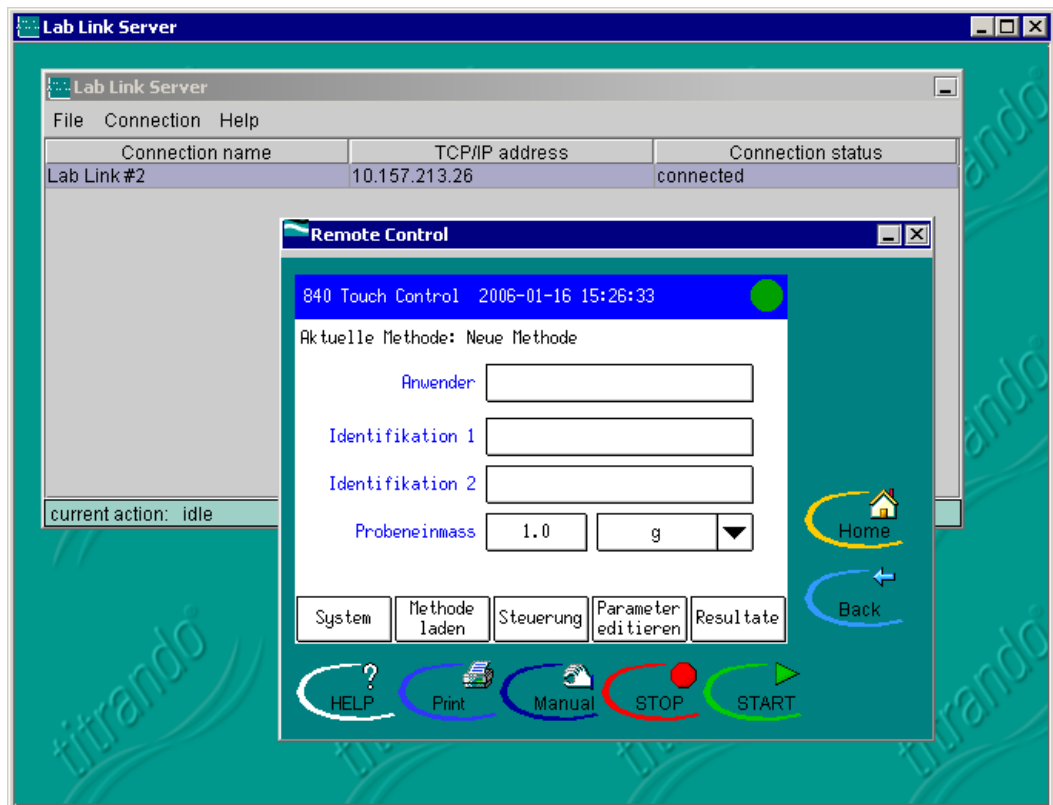 Lab Link Server
Lab Link Server
File Connection Help
Connection name TCP/IP address Connection status
Lab Link #2 10.157.213.26 connected
Remote Control
840 Touch Control 2006-01-16 15:26:33
Aktuelle Methode: Neue Methode
Anwender
Identifikation 1
Identifikation 2
Probeneinmass 1.0 g
System Methode laden Steuerung Parameter editieren Resultate
Home
Back
HELP Print Manual STOP START
current action: idle
titrando
titrando
titrando
ando
ando